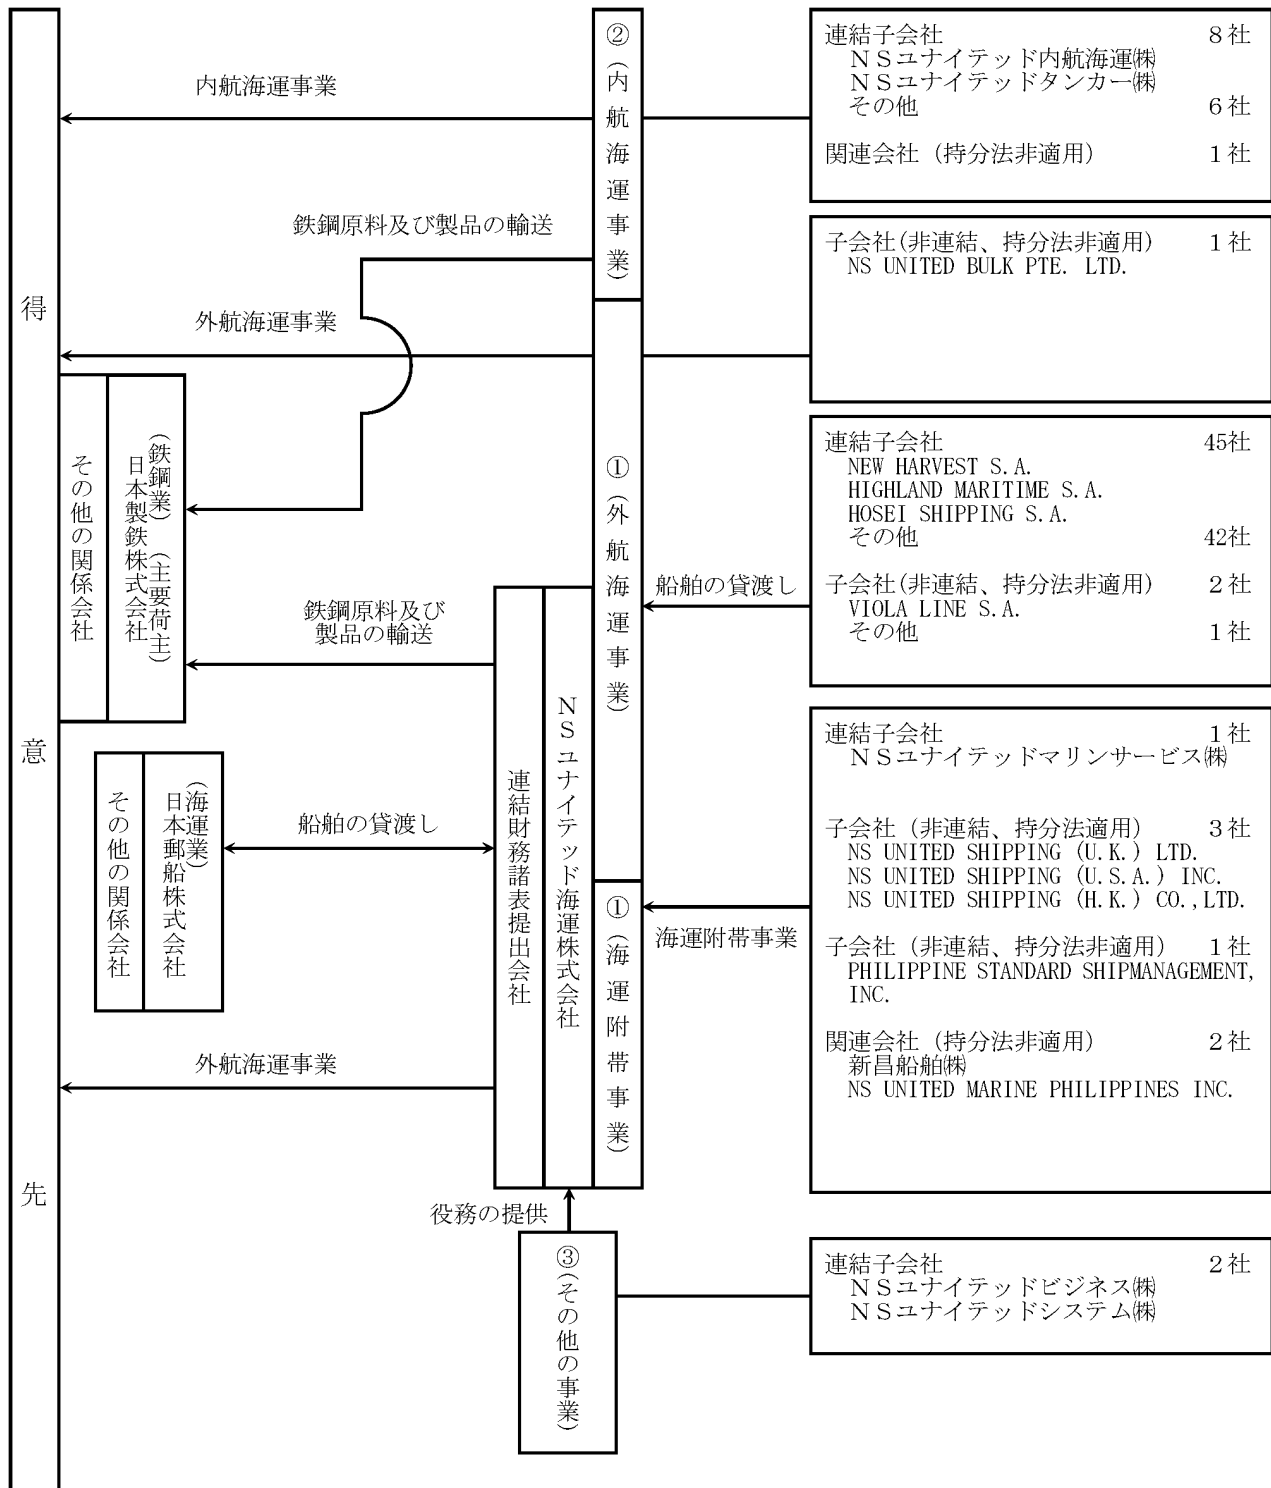 得意先
内航海運事業
鉄鋼原料及び製品の輸送
外航海運事業
(鉄鋼業)(主要荷主)
日本製鉄株式会社
その他の関係会社
鉄鋼原料及び
製品の輸送
(海運業)
日本郵船株式会社
その他の関係会社
船舶の貸渡し
外航海運事業
連結財務諸表提出会社
NSユナイテッド海運株式会社
②(内航海運事業)
①(外航海運事業)
①(海運附帯事業)
役務の提供
③(その他の事業)
船舶の貸渡し
海運附帯事業
連結子会社 8社
NSユナイテッド内航海運㈱
NSユナイテッドタンカー㈱
その他 6社
関連会社(持分法非適用) 1社
子会社(非連結、持分法非適用) 1社
NS UNITED BULK PTE. LTD.
連結子会社 45社
NEW HARVEST S.A.
HIGHLAND MARITIME S.A.
HOSEI SHIPPING S.A.
その他 42社
子会社(非連結、持分法非適用) 2社
VIOLA LINE S.A.
その他 1社
連結子会社 1社
NSユナイテッドマリンサービス㈱
子会社(非連結、持分法適用) 3社
NS UNITED SHIPPING (U.K.) LTD.
NS UNITED SHIPPING (U.S.A.) INC.
NS UNITED SHIPPING (H.K.) CO.,LTD.
子会社(非連結、持分法非適用) 1社
PHILIPPINE STANDARD SHIPMANAGEMENT,
INC.
関連会社(持分法非適用) 2社
新昌船舶㈱
NS UNITED MARINE PHILIPPINES INC.
連結子会社 2社
NSユナイテッドビジネス㈱
NSユナイテッドシステム㈱